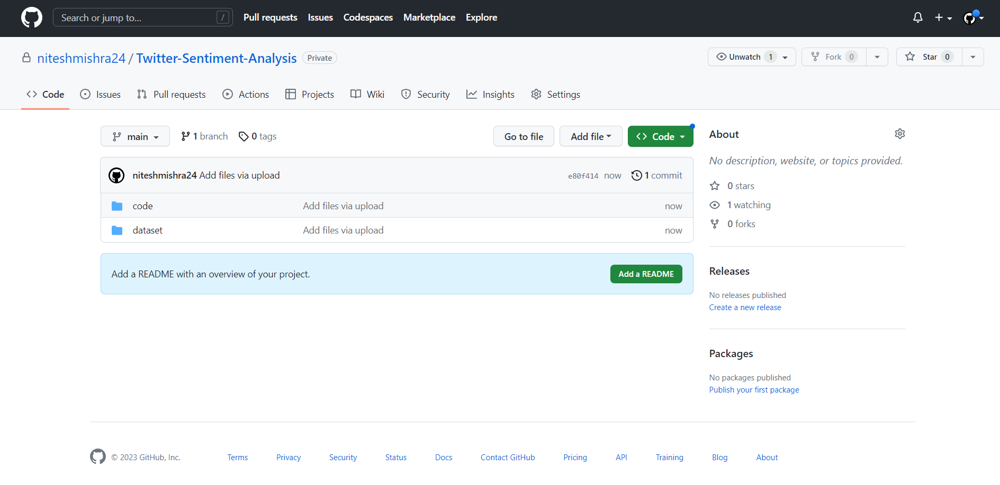 Search or jump to... / Pull requests Issues Codespaces Marketplace Explore
niteshmishra24 / Twitter-Sentiment-Analysis Private Unwatch 1 Fork 0 Star 0
Code Issues Pull requests Actions Projects Wiki Security Insights Settings
main 1 branch 0 tags Go to file Add file Code
niteshmishra24 Add files via upload e80f414 now 1 commit
code Add files via upload now
dataset Add files via upload now
Add a README with an overview of your project. Add a README
About
No description, website, or topics provided.
0 stars
1 watching
0 forks
Releases
No releases published
Create a new release
Packages
No packages published
Publish your first package
© 2023 GitHub, Inc. Terms Privacy Security Status Docs Contact GitHub Pricing API Training Blog About